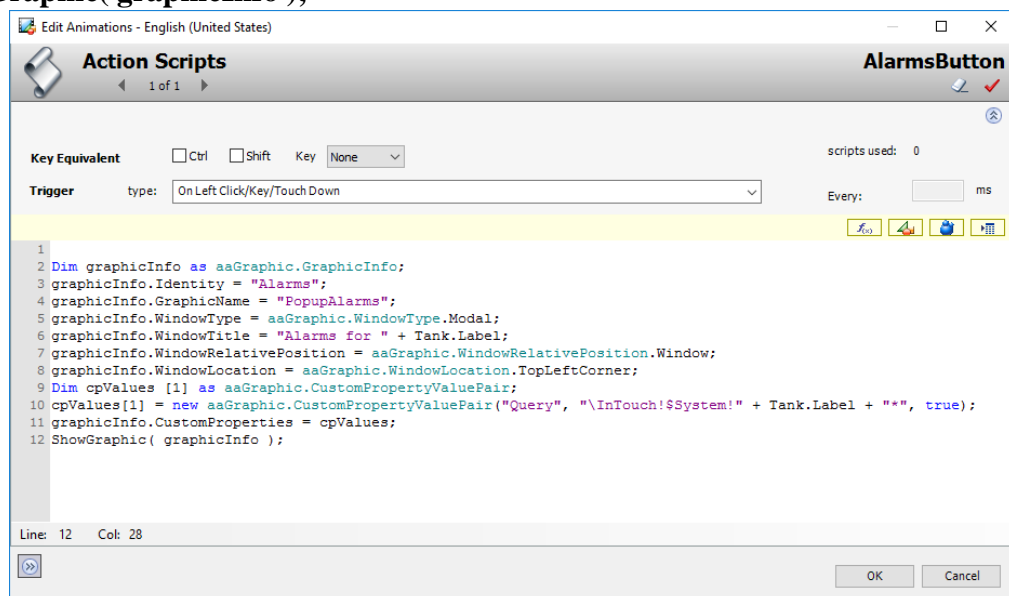 Graphic( graphicInfo );
Edit Animations - English (United States)
Action Scripts
AlarmsButton
1 of 1
Key Equivalent
Ctrl
Shift
Key
None
scripts used: 0
Trigger
type:
On Left Click/Key/Touch Down
Every:
ms
f(x)
1
2 Dim graphicInfo as aaGraphic.GraphicInfo;
3 graphicInfo.Identity = "Alarms";
4 graphicInfo.GraphicName = "PopupAlarms";
5 graphicInfo.WindowType = aaGraphic.WindowType.Modal;
6 graphicInfo.WindowTitle = "Alarms for " + Tank.Label;
7 graphicInfo.WindowRelativePosition = aaGraphic.WindowRelativePosition.Window;
8 graphicInfo.WindowLocation = aaGraphic.WindowLocation.TopLeftCorner;
9 Dim cpValues [1] as aaGraphic.CustomPropertyValuePair;
10 cpValues[1] = new aaGraphic.CustomPropertyValuePair("Query", "\InTouch!$System!" + Tank.Label + "*", true);
11 graphicInfo.CustomProperties = cpValues;
12 ShowGraphic( graphicInfo );
Line: 12 Col: 28
OK
Cancel